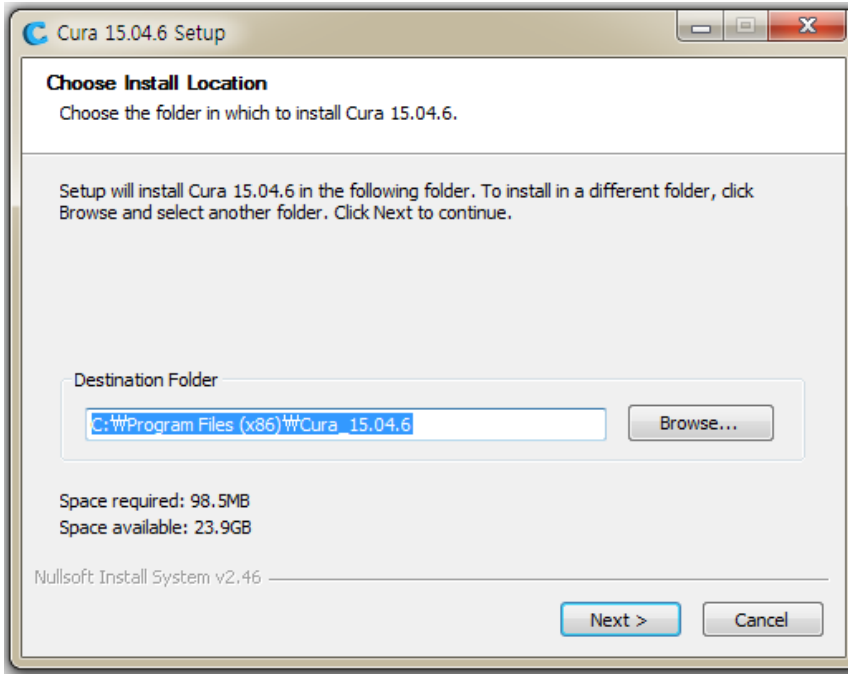 Cura 15.04.6 Setup
Choose Install Location
Choose the folder in which to install Cura 15.04.6.
Setup will install Cura 15.04.6 in the following folder. To install in a different folder, click
Browse and select another folder. Click Next to continue.
Destination Folder
C:₩Program Files (x86)₩Cura_15.04.6
Browse...
Space required: 98.5MB
Space available: 23.9GB
Nullsoft Install System v2.46
Next >
Cancel